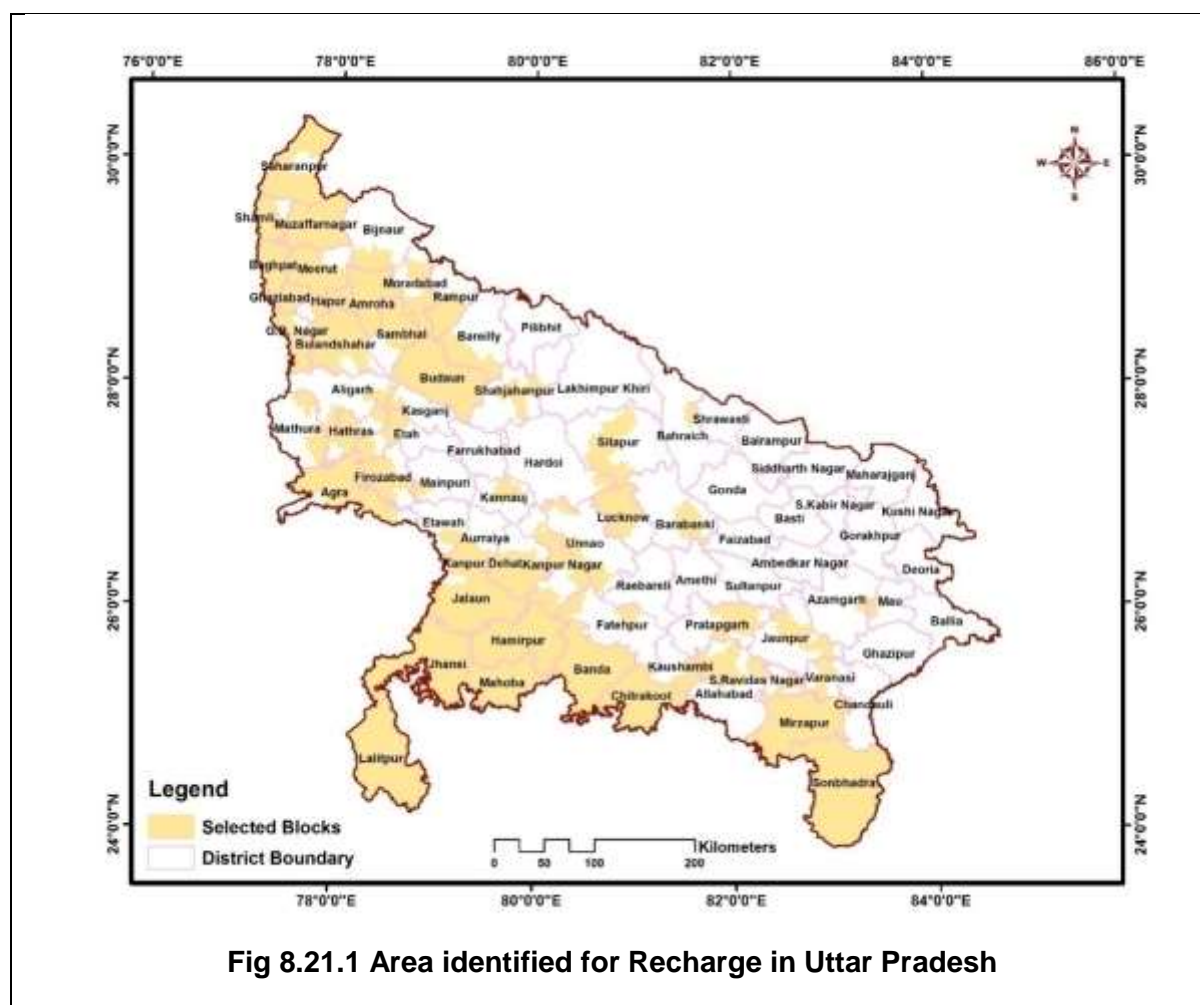 76°0'0"E 78°0'0"E 80°0'0"E 82°0'0"E 84°0'0"E 86°0'0"E
30°0'0"N 30°0'0"N
28°0'0"N 28°0'0"N
26°0'0"N 26°0'0"N
24°0'0"N 24°0'0"N
N
W E
S
Saharanpur
Shamli Muzaffarnagar Bijnaur
Baghpat Meerut
Moradabad
Ghaziabad Hapur Amroha Rampur
G.B. Nagar Sambhal Bareilly Pilibhit
Bulandshahar
Budaun
Aligarh Shahjahanpur Lakhimpur Khiri
Kasganj
Mathura Hathras Etah Sitapur Bahraich Shrawasti
Balrampur
Farrukhabad Hardoi
Firozabad Mainpuri Siddharth Nagar Maharajganj
Agra Kannauj Gonda
S.Kabir Nagar Kushi Nagar
Etawah Lucknow Barabanki Basti
Auraiya Unnao Faizabad Gorakhpur
Kanpur Dehat Kanpur Nagar Ambedkar Nagar Deoria
Raebareli Amethi Sultanpur
Jalaun Azamgarh Mau
Fatehpur Pratapgarh Ballia
Hamirpur Jaunpur
Ghazipur
Jhansi Banda Kaushambi
Mahoba S.Ravidas Nagar Varanasi
Chitrakoot Allahabad
Chandauli
Mirzapur
Lalitpur
Sonbhadra
Legend
Selected Blocks
District Boundary
Kilometers
0 50 100 200
78°0'0"E 80°0'0"E 82°0'0"E 84°0'0"E
Fig 8.21.1 Area identified for Recharge in Uttar Pradesh